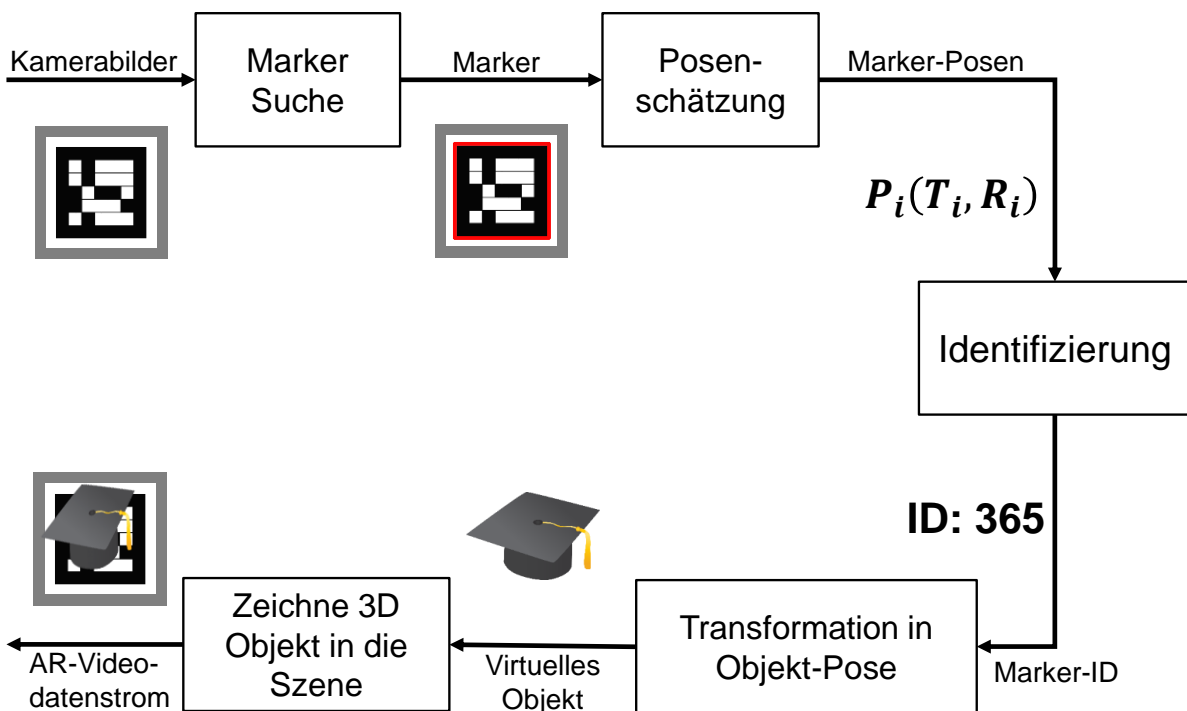 Kamerabilder
Marker
Suche
Marker
Posen-
schätzung
Marker-Posen
P_i(T_i, R_i)
Identifizierung
ID: 365
Marker-ID
Transformation in
Objekt-Pose
Virtuelles
Objekt
Zeichne 3D
Objekt in die
Szene
AR-Video-
datenstrom